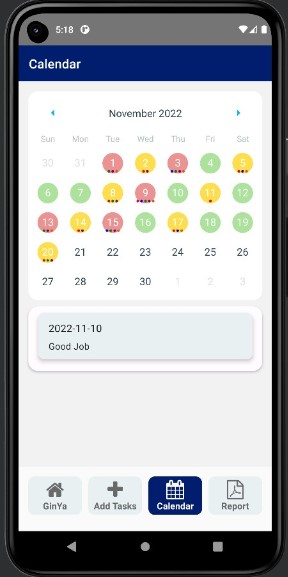 5:18
Calendar
November 2022
Sun Mon Tue Wed Thu Fri Sat
30 31 1 2 3 4 5
6 7 8 9 10 11 12
13 14 15 16 17 18 19
20 21 22 23 24 25 26
27 28 29 30 1 2 3
2022-11-10
Good Job
GinYa Add Tasks Calendar Report